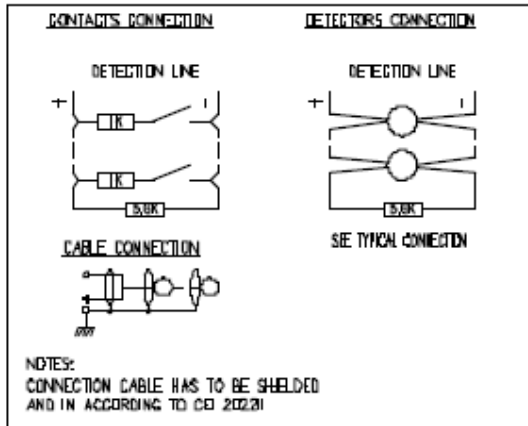 CONTACTS CONNECTION
DETECTION LINE
+ −
1K
1K
5,6K
CABLE CONNECTION
+
DETECTORS CONNECTION
DETECTION LINE
+ −
5,6K
SEE TYPICAL CONNECTION
NOTES:
CONNECTION CABLE HAS TO BE SHIELDED
AND IN ACCORDING TO CEI